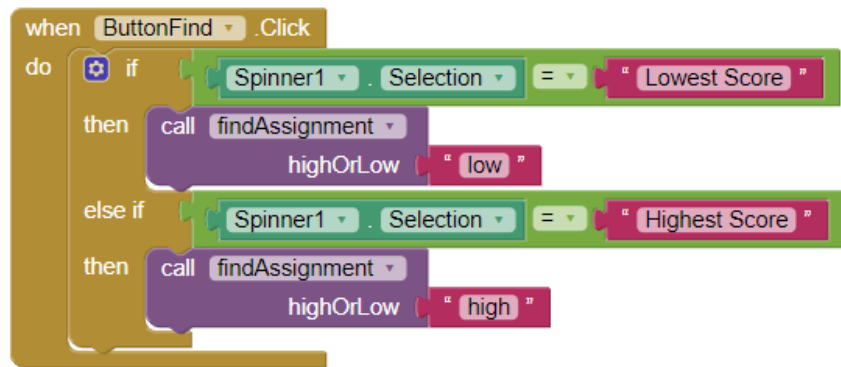 when ButtonFind .Click
do if Spinner1 . Selection = " Lowest Score "
then call findAssignment
highOrLow " low "
else if Spinner1 . Selection = " Highest Score "
then call findAssignment
highOrLow " high "